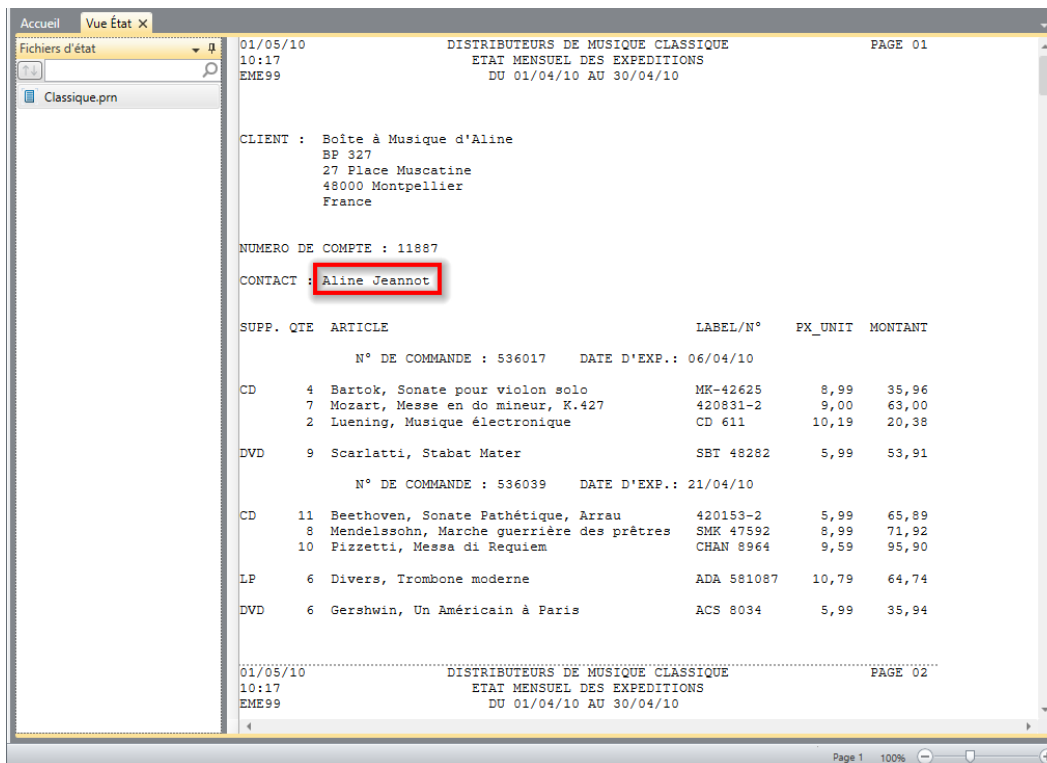 Accueil Vue État
Fichiers d'état
Classique.prn
01/05/10 DISTRIBUTEURS DE MUSIQUE CLASSIQUE PAGE 01
10:17 ETAT MENSUEL DES EXPEDITIONS
EME99 DU 01/04/10 AU 30/04/10
CLIENT : Boîte à Musique d'Aline
BP 327
27 Place Muscatine
48000 Montpellier
France
NUMERO DE COMPTE : 11887
CONTACT : Aline Jeannot
SUPP. QTE ARTICLE LABEL/N° PX_UNIT MONTANT
N° DE COMMANDE : 536017 DATE D'EXP.: 06/04/10
CD 4 Bartok, Sonate pour violon solo MK-42625 8,99 35,96
7 Mozart, Messe en do mineur, K.427 420831-2 9,00 63,00
2 Luening, Musique électronique CD 611 10,19 20,38
DVD 9 Scarlatti, Stabat Mater SBT 48282 5,99 53,91
N° DE COMMANDE : 536039 DATE D'EXP.: 21/04/10
CD 11 Beethoven, Sonate Pathétique, Arrau 420153-2 5,99 65,89
8 Mendelssohn, Marche guerrière des prêtres SMK 47592 8,99 71,92
10 Pizzetti, Messa di Requiem CHAN 8964 9,59 95,90
LP 6 Divers, Trombone moderne ADA 581087 10,79 64,74
DVD 6 Gershwin, Un Américain à Paris ACS 8034 5,99 35,94
01/05/10 DISTRIBUTEURS DE MUSIQUE CLASSIQUE PAGE 02
10:17 ETAT MENSUEL DES EXPEDITIONS
EME99 DU 01/04/10 AU 30/04/10
Page 1 100%